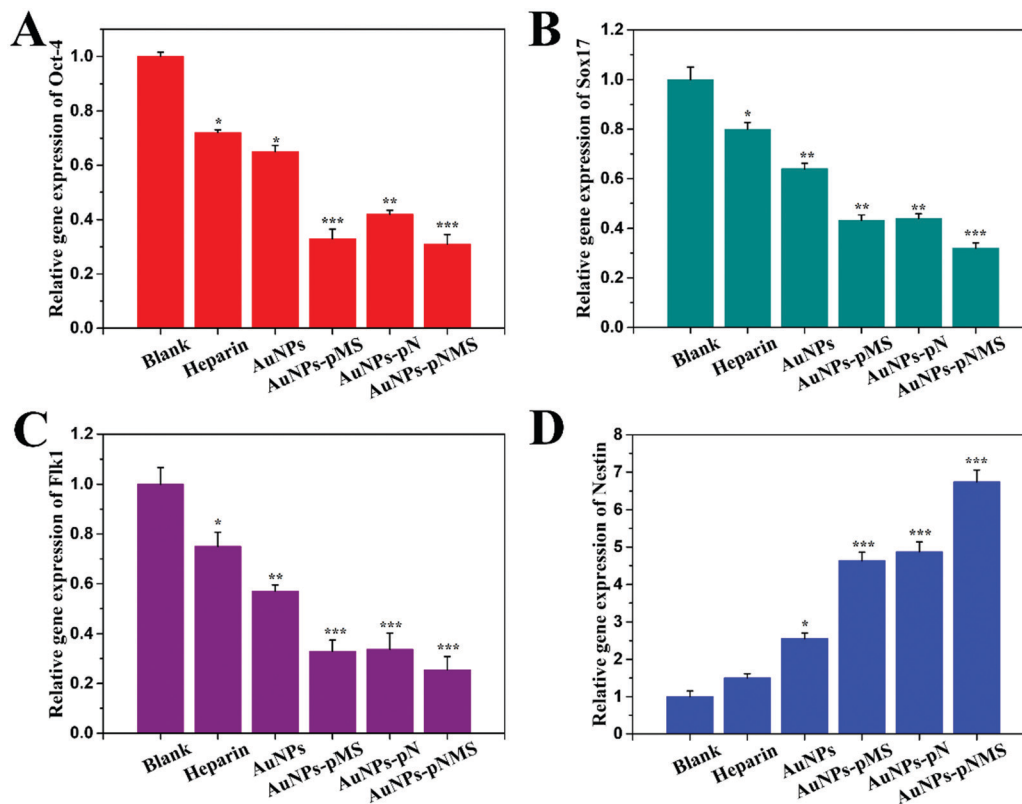 A
Relative gene expression of Oct-4
1.0
0.8
0.6
0.4
0.2
0.0
*
*
***
**
***
Blank
Heparin
AuNPs
AuNPs-pMS
AuNPs-pN
AuNPs-pNMS
B
Relative gene expression of Sox17
1.2
1.0
0.8
0.6
0.4
0.2
0.0
*
**
**
**
***
Blank
Heparin
AuNPs
AuNPs-pMS
AuNPs-pN
AuNPs-pNMS
C
Relative gene expression of Flk1
1.2
1.0
0.8
0.6
0.4
0.2
0.0
*
**
***
***
***
Blank
Heparin
AuNPs
AuNPs-pMS
AuNPs-pN
AuNPs-pNMS
D
Relative gene expression of Nestin
8
7
6
5
4
3
2
1
0
*
***
***
***
Blank
Heparin
AuNPs
AuNPs-pMS
AuNPs-pN
AuNPs-pNMS